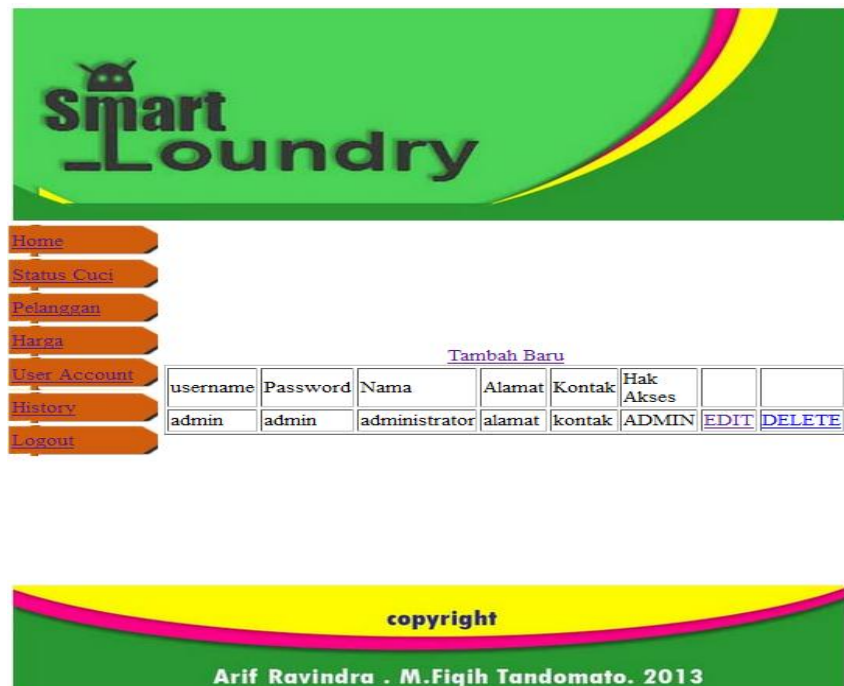 Smart
Loundry
Home
Status Cuci
Pelanggan
Harga
User Account
History
Logout
Tambah Baru
username Password Nama Alamat Kontak Hak Akses
admin admin administrator alamat kontak ADMIN EDIT DELETE
copyright
Arif Ravindra . M.Fiqih Tandomato. 2013